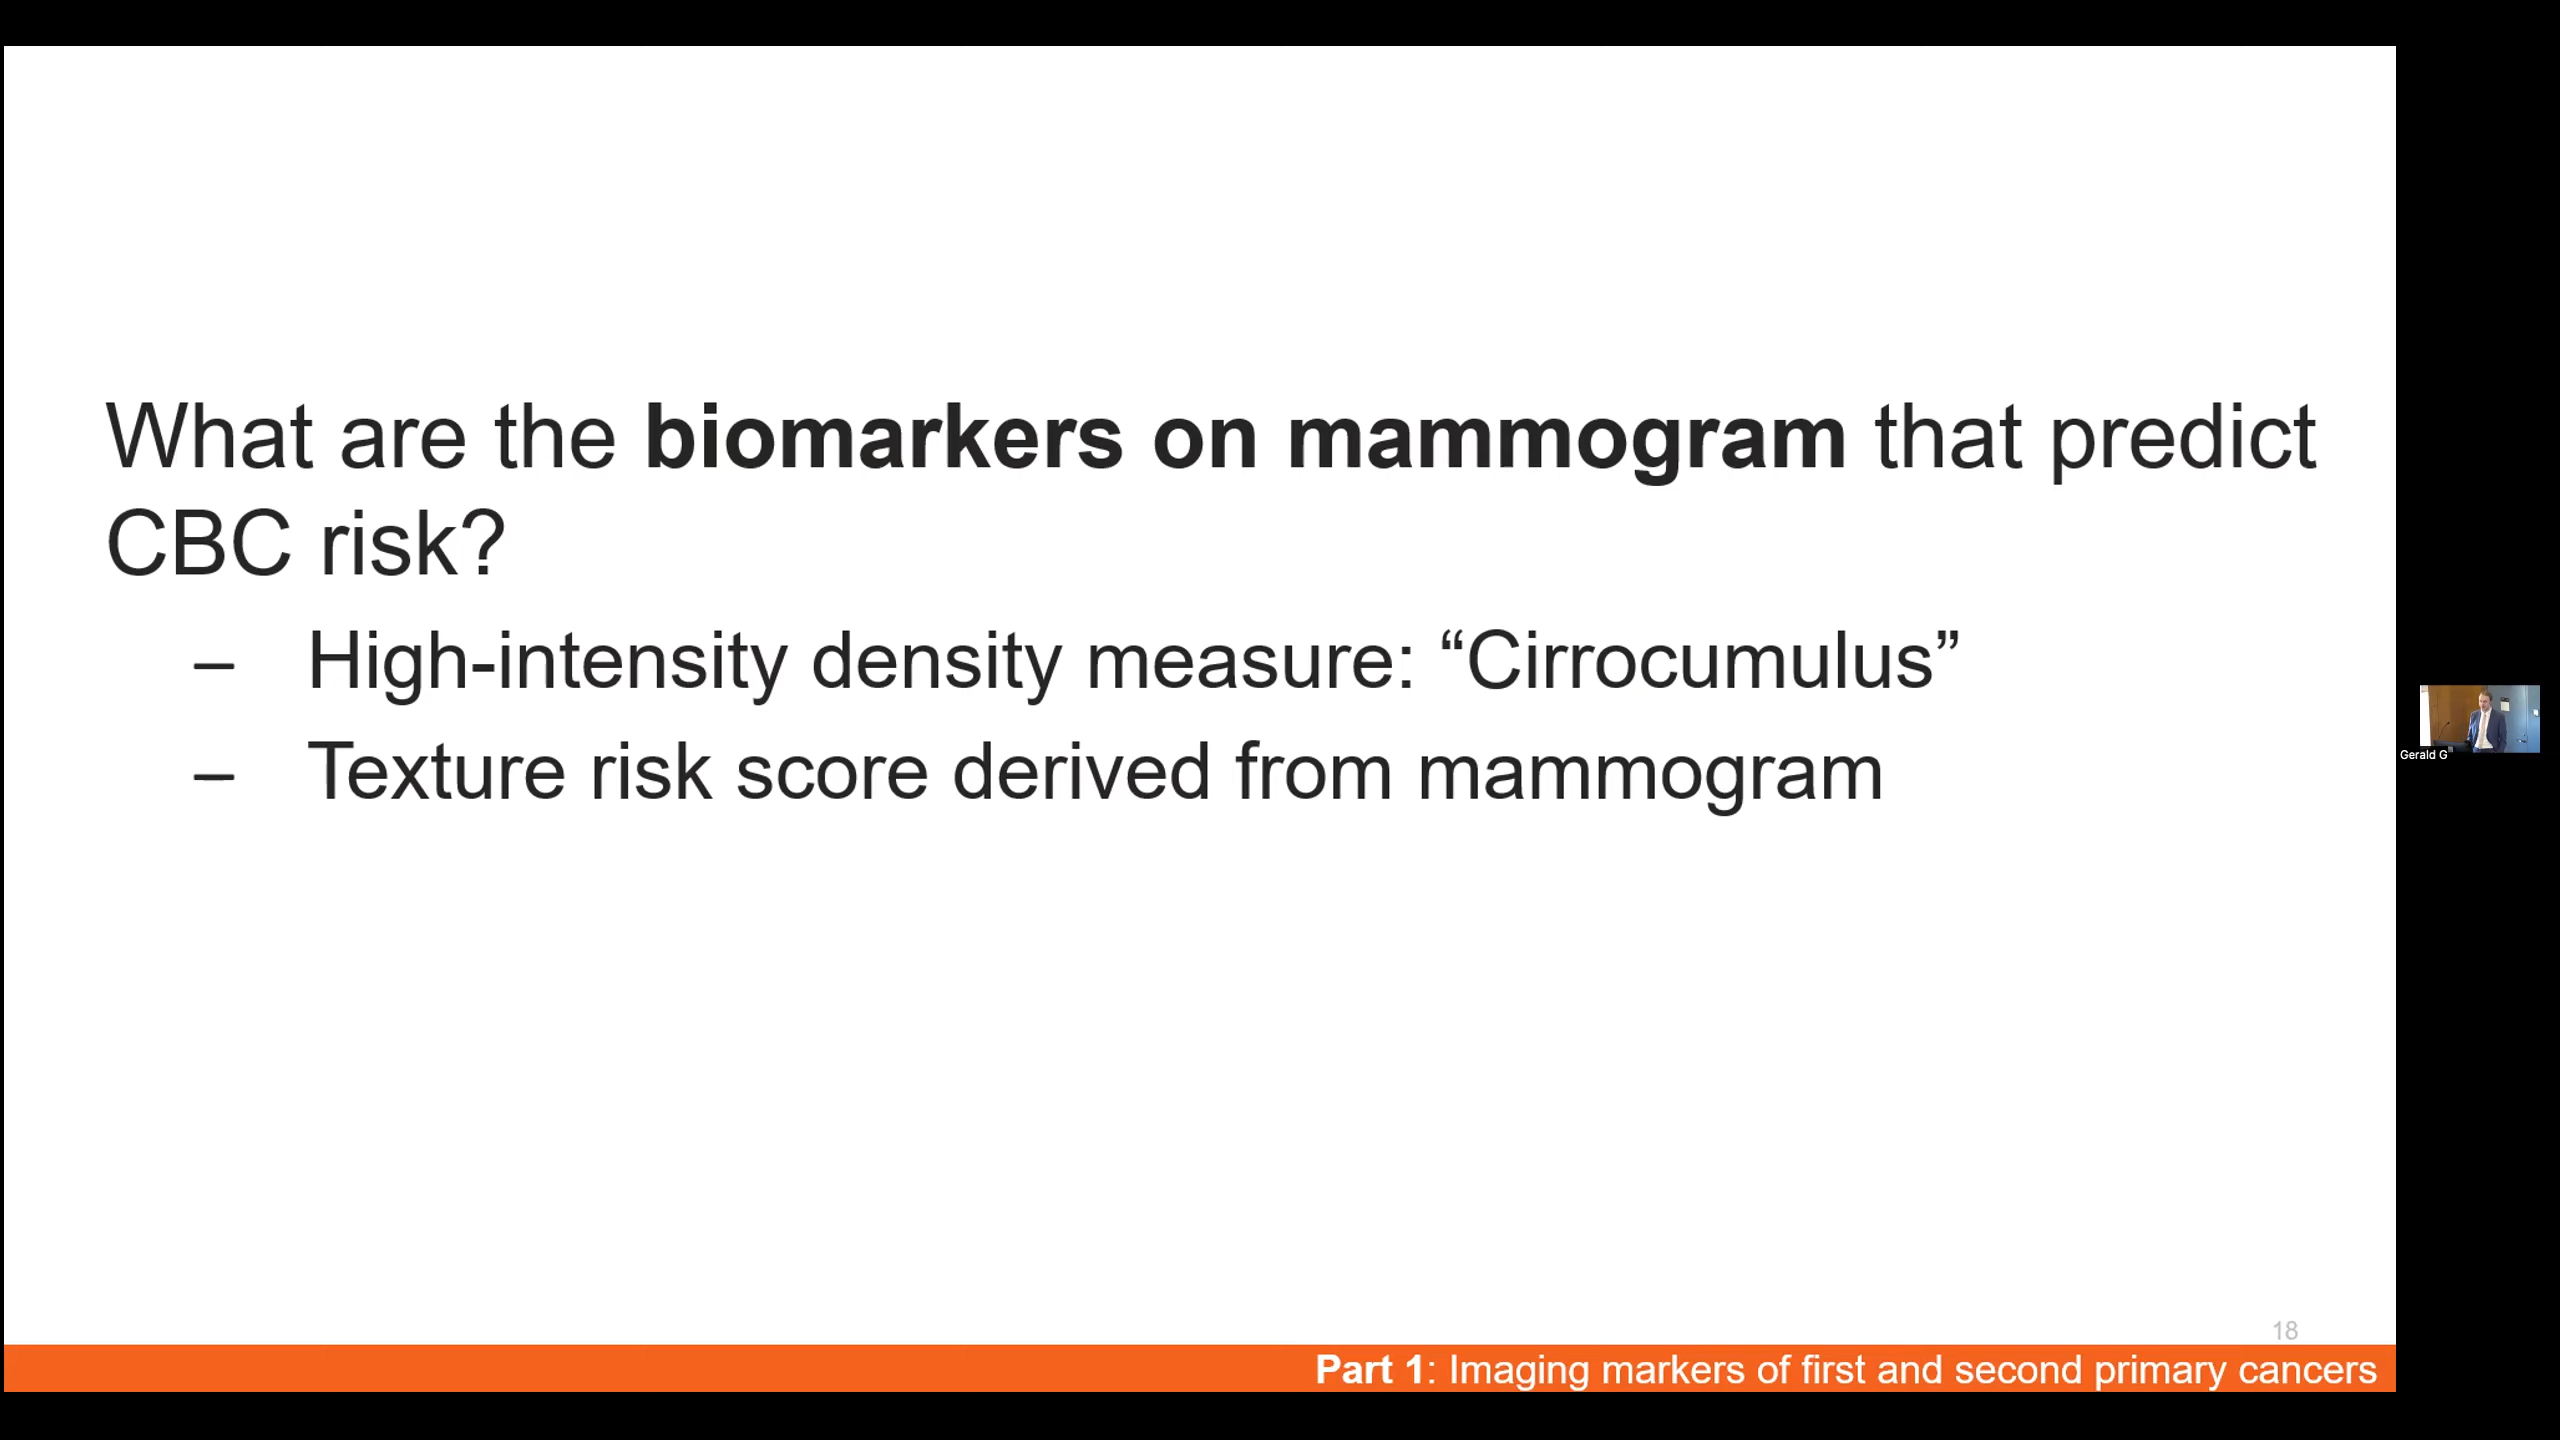 What are the biomarkers on mammogram that predict
CBC risk?
– High-intensity density measure: “Cirrocumulus”
– Texture risk score derived from mammogram
Gerald G
18
Part 1: Imaging markers of first and second primary cancers